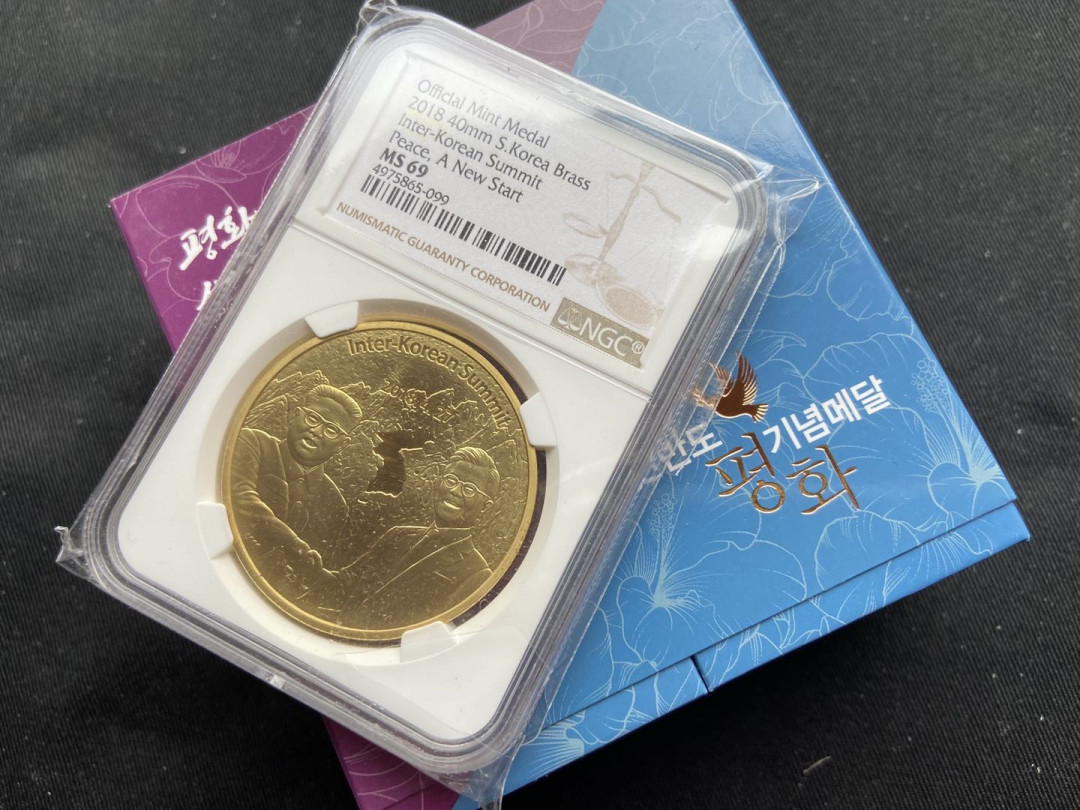 Official Mint Medal
2018 40mm S.Korea Brass
Inter-Korean Summit
Peace, A New Start
MS 69
4975865-099
NUMISMATIC GUARANTY CORPORATION
NGC®
Inter-Korean Summit
평화
기념메달
평화